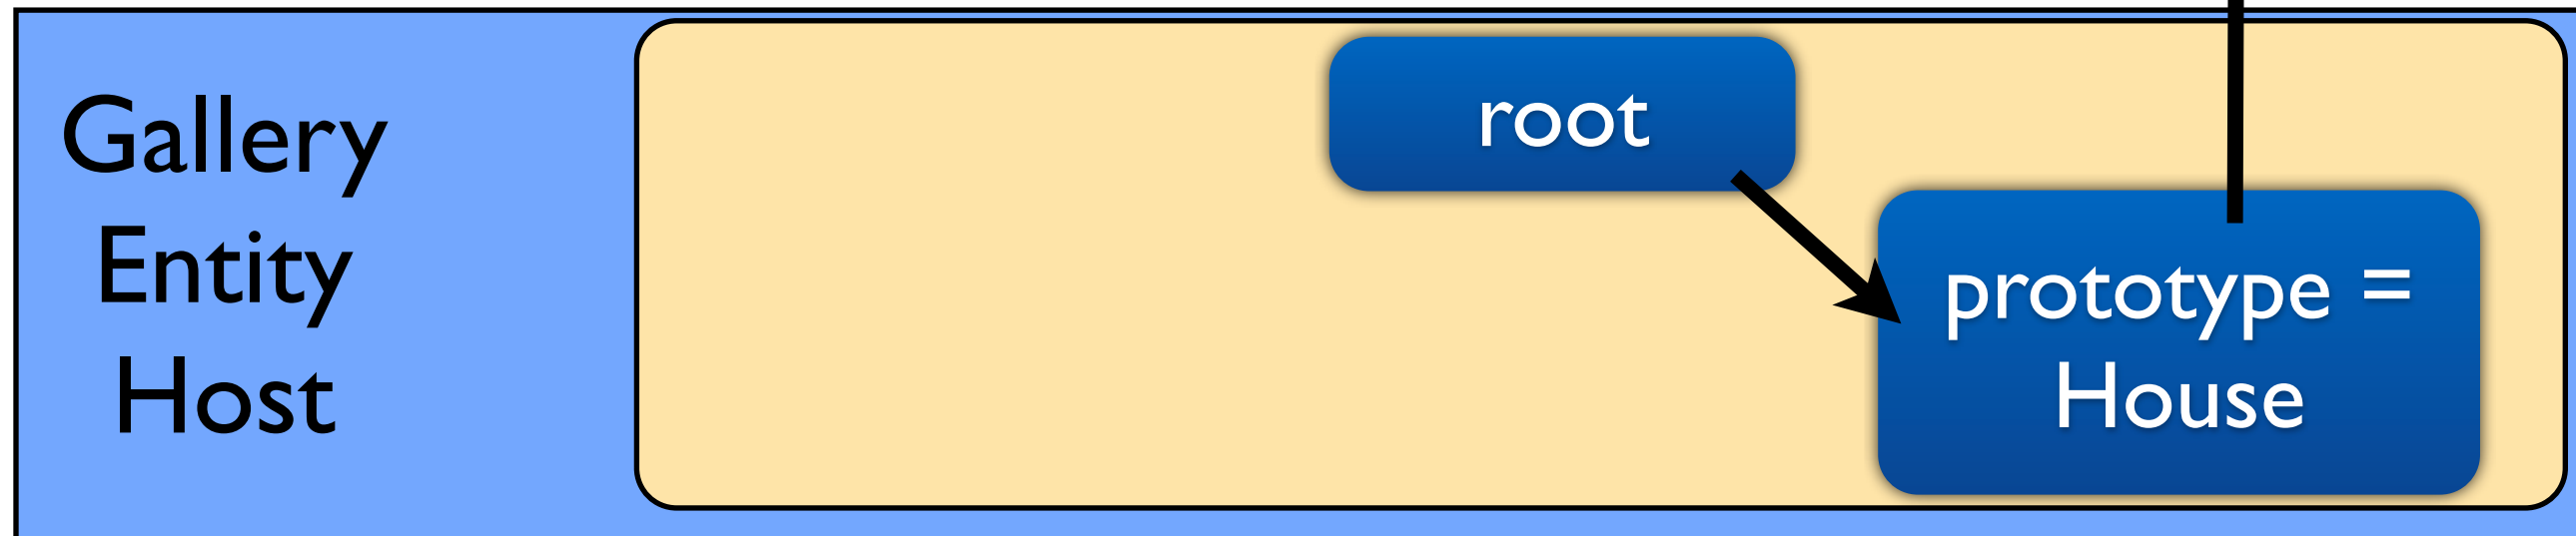 Gallery
Entity
Host
root
prototype =
House